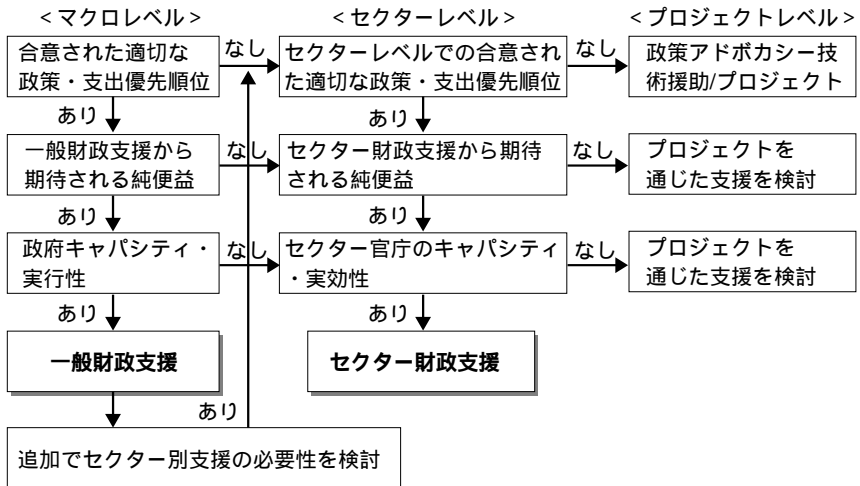 <マクロレベル>
<セクターレベル>
<プロジェクトレベル>
合意された適切な
政策・支出優先順位
なし
セクターレベルでの合意され
た適切な政策・支出優先順位
なし
政策アドボカシー技
術援助/プロジェクト
あり
あり
一般財政支援から
期待される純便益
なし
セクター財政支援から期待
される純便益
なし
プロジェクトを
通じた支援を検討
あり
あり
政府キャパシティ・
実行性
なし
セクター官庁のキャパシティ
・実効性
なし
プロジェクトを
通じた支援を検討
あり
あり
一般財政支援
セクター財政支援
あり
追加でセクター別支援の必要性を検討